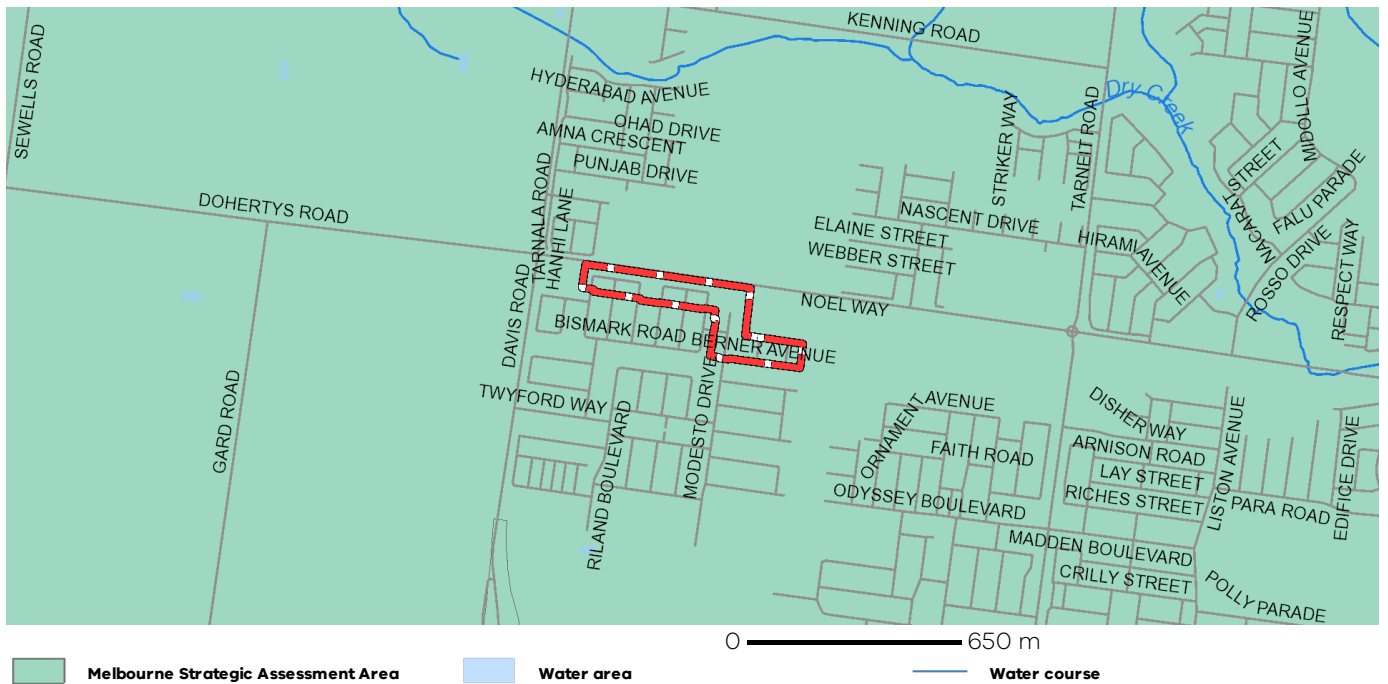 KENNING ROAD
SEWELLS ROAD
MIDOLLO AVENUE
HYDERABAD AVENUE
Dry Creek
OHAD DRIVE
AMNA CRESCENT
PUNJAB DRIVE
STRIKER WAY
TARNEIT ROAD
NACARAT STREET
FALU PARADE
DOHERTYS ROAD
TARNALA ROAD
HANHI LANE
NASCENT DRIVE
ELAINE STREET
WEBBER STREET
HIRAMI AVENUE
ROSSO DRIVE
RESPECT WAY
DAVIS ROAD
NOEL WAY
BISMARK ROAD
BERNER AVENUE
GARD ROAD
TWYFORD WAY
RILAND BOULEVARD
MODESTO DRIVE
ORNAMENT AVENUE
FAITH ROAD
ODYSSEY BOULEVARD
DISHER WAY
ARNISON ROAD
LAY STREET
RICHES STREET
LISTON AVENUE
PARA ROAD
EDIFICE DRIVE
MADDEN BOULEVARD
CRILLY STREET
POLLY PARADE
0 650 m
Melbourne Strategic Assessment Area
Water area
Water course